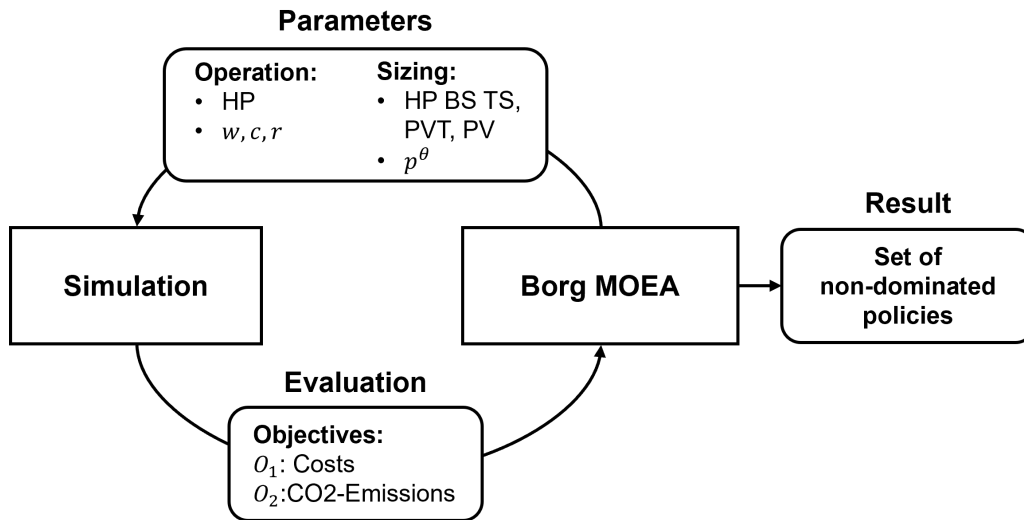 Parameters
Operation:
• HP
• w, c, r
Sizing:
• HP BS TS,
PVT, PV
• p^θ
Simulation
Borg MOEA
Result
Set of
non-dominated
policies
Evaluation
Objectives:
O₁: Costs
O₂:CO2-Emissions